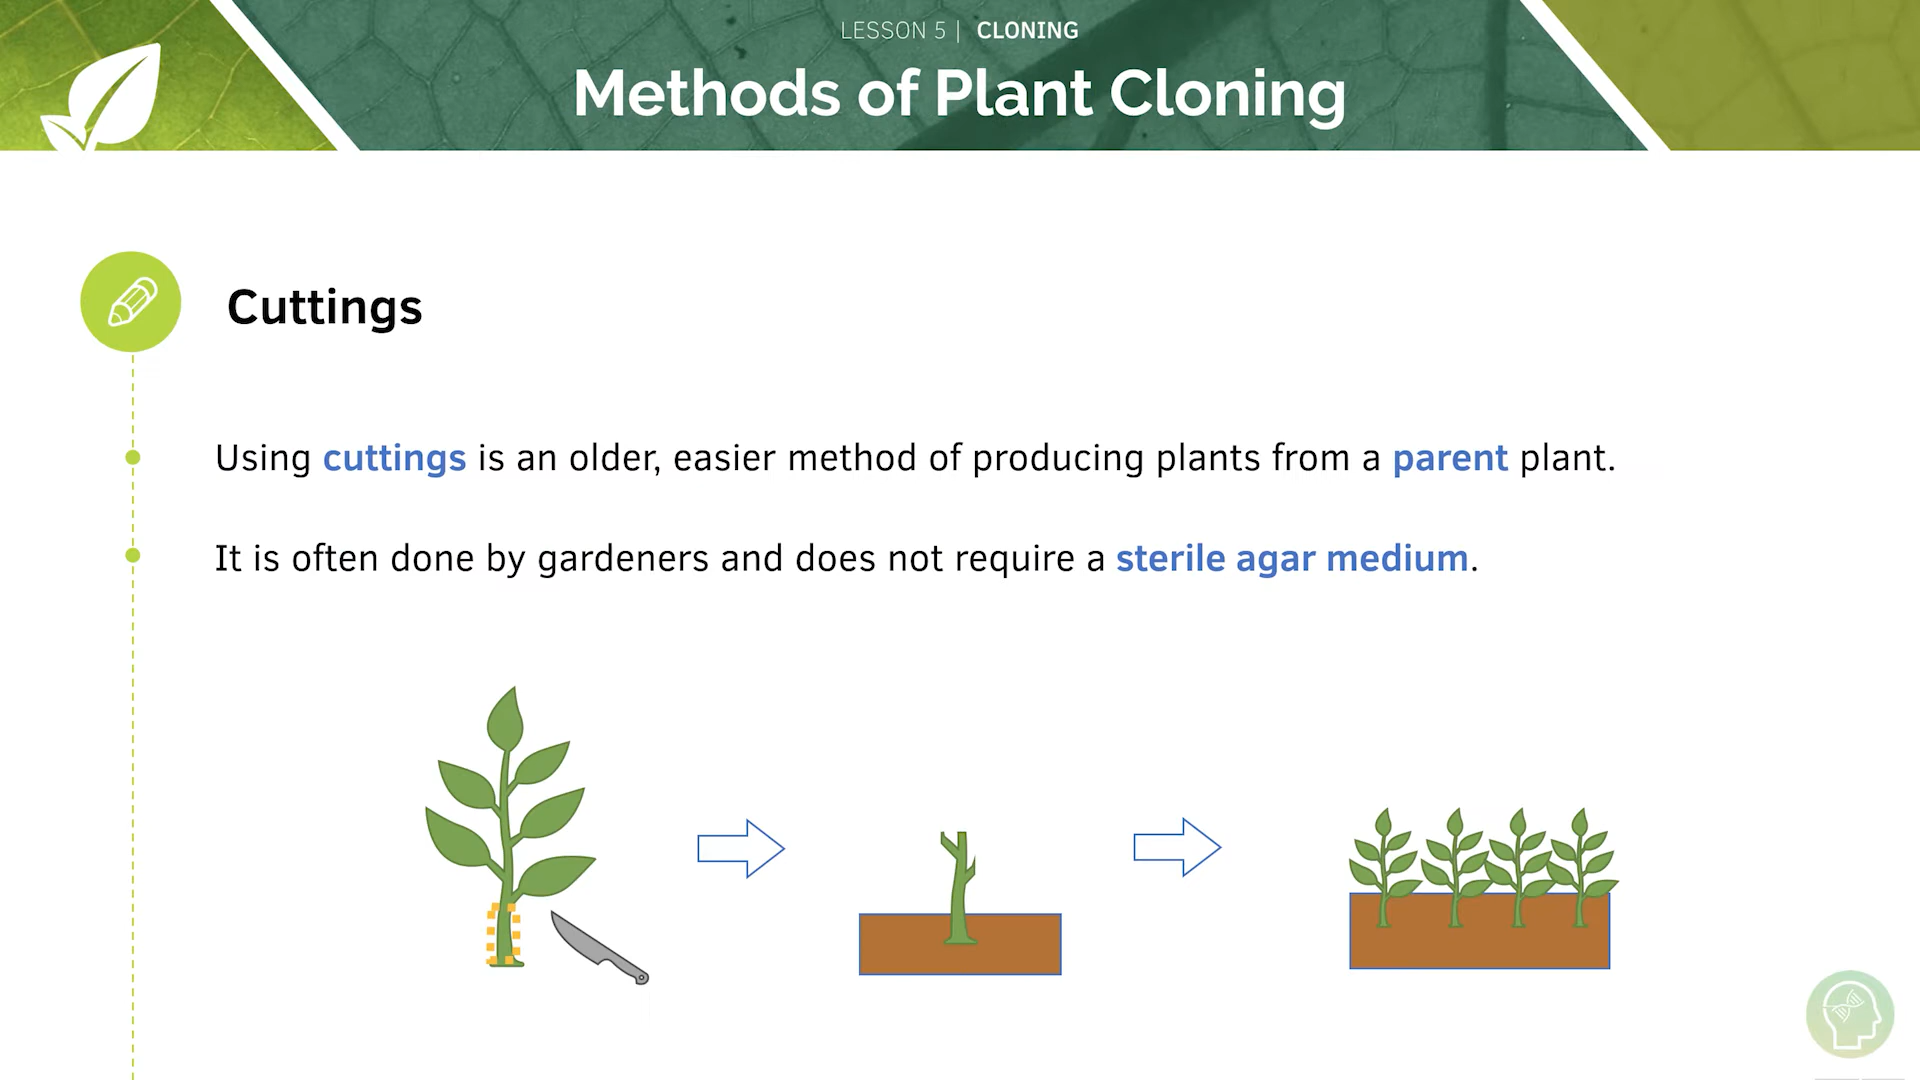 LESSON 5 | CLONING
Methods of Plant Cloning
Cuttings
Using cuttings is an older, easier method of producing plants from a parent plant.
It is often done by gardeners and does not require a sterile agar medium.